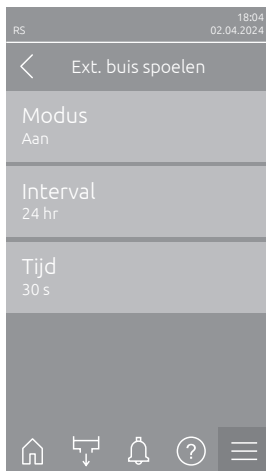 18:04
RS 02.04.2024
Ext. buis spoelen
Modus
Aan
Interval
24 hr
Tijd
30 s
?